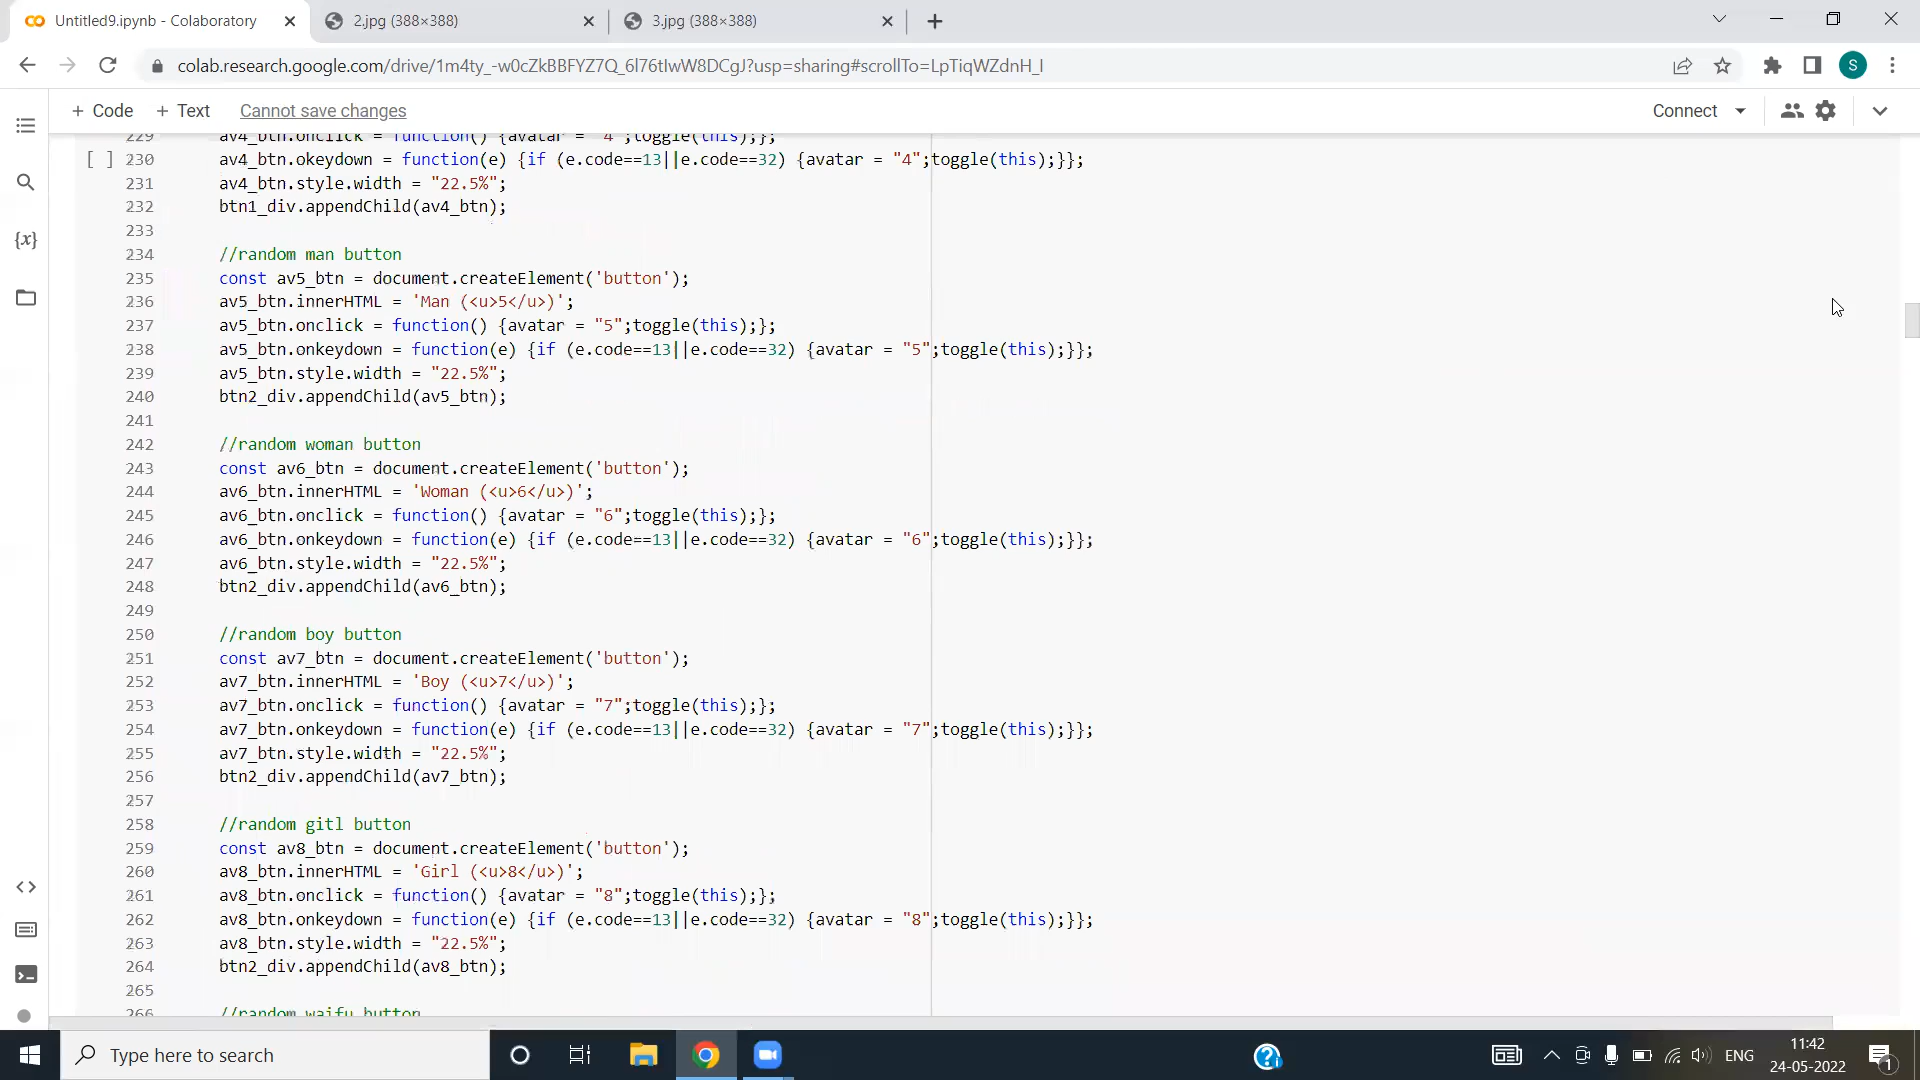 Untitled9.ipynb - Colaboratory
2.jpg (388×388)
3.jpg (388×388)
colab.research.google.com/drive/1m4ty_-w0cZkBBFYZ7Q_6l76tIwW8DCgJ?usp=sharing#scrollTo=LpTiqWZdnH_I
S
+ Code + Text Cannot save changes
Connect
229 av4_btn.onclick = function() {avatar = "4";toggle(this);};
[ ] 230 av4_btn.okeydown = function(e) {if (e.code==13||e.code==32) {avatar = "4";toggle(this);}};
231 av4_btn.style.width = "22.5%";
232 btn1_div.appendChild(av4_btn);
233
234 //random man button
235 const av5_btn = document.createElement('button');
236 av5_btn.innerHTML = 'Man (<u>5</u>)';
237 av5_btn.onclick = function() {avatar = "5";toggle(this);};
238 av5_btn.onkeydown = function(e) {if (e.code==13||e.code==32) {avatar = "5";toggle(this);}};
239 av5_btn.style.width = "22.5%";
240 btn2_div.appendChild(av5_btn);
241
242 //random woman button
243 const av6_btn = document.createElement('button');
244 av6_btn.innerHTML = 'Woman (<u>6</u>)';
245 av6_btn.onclick = function() {avatar = "6";toggle(this);};
246 av6_btn.onkeydown = function(e) {if (e.code==13||e.code==32) {avatar = "6";toggle(this);}};
247 av6_btn.style.width = "22.5%";
248 btn2_div.appendChild(av6_btn);
249
250 //random boy button
251 const av7_btn = document.createElement('button');
252 av7_btn.innerHTML = 'Boy (<u>7</u>)';
253 av7_btn.onclick = function() {avatar = "7";toggle(this);};
254 av7_btn.onkeydown = function(e) {if (e.code==13||e.code==32) {avatar = "7";toggle(this);}};
255 av7_btn.style.width = "22.5%";
256 btn2_div.appendChild(av7_btn);
257
258 //random gitl button
259 const av8_btn = document.createElement('button');
260 av8_btn.innerHTML = 'Girl (<u>8</u>)';
261 av8_btn.onclick = function() {avatar = "8";toggle(this);};
262 av8_btn.onkeydown = function(e) {if (e.code==13||e.code==32) {avatar = "8";toggle(this);}};
263 av8_btn.style.width = "22.5%";
264 btn2_div.appendChild(av8_btn);
265
266 //random waifu button
Type here to search
ENG
11:42
24-05-2022
1